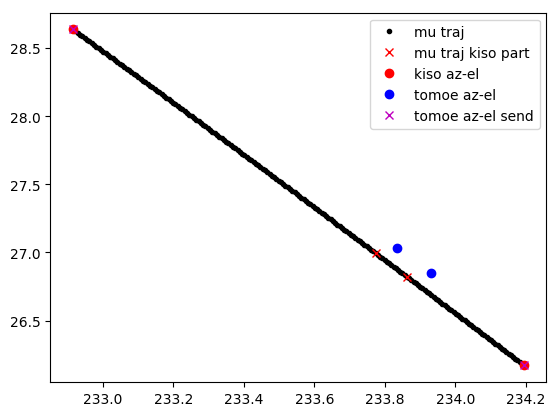 mu traj
mu traj kiso part
kiso az-el
tomoe az-el
tomoe az-el send
28.5
28.0
27.5
27.0
26.5
233.0 233.2 233.4 233.6 233.8 234.0 234.2